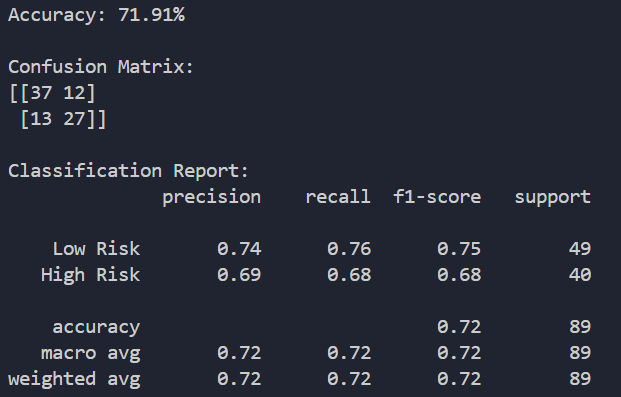 Accuracy: 71.91%
Confusion Matrix:
[[37 12]
 [13 27]]
Classification Report:
precision recall f1-score support
Low Risk 0.74 0.76 0.75 49
High Risk 0.69 0.68 0.68 40
accuracy 0.72 89
macro avg 0.72 0.72 0.72 89
weighted avg 0.72 0.72 0.72 89